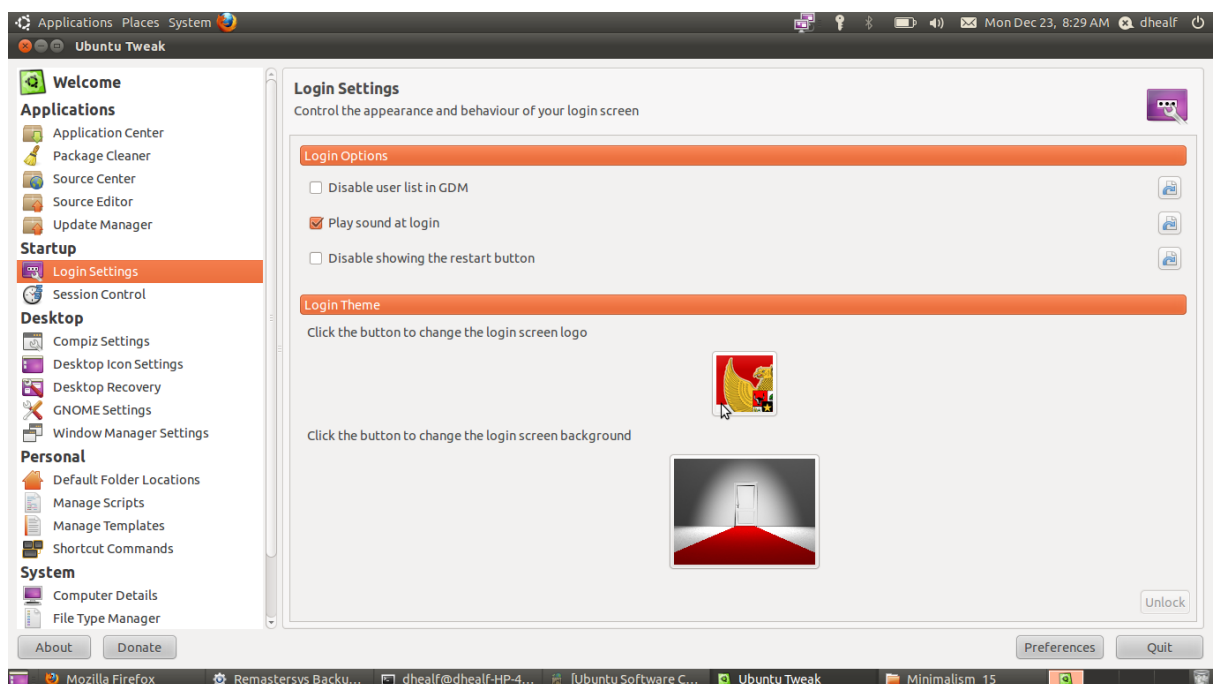 Applications Places System
Mon Dec 23, 8:29 AM dhealf
Ubuntu Tweak
Welcome
Applications
Application Center
Package Cleaner
Source Center
Source Editor
Update Manager
Startup
Login Settings
Session Control
Desktop
Compiz Settings
Desktop Icon Settings
Desktop Recovery
GNOME Settings
Window Manager Settings
Personal
Default Folder Locations
Manage Scripts
Manage Templates
Shortcut Commands
System
Computer Details
File Type Manager
Login Settings
Control the appearance and behaviour of your login screen
Login Options
Disable user list in GDM
Play sound at login
Disable showing the restart button
Login Theme
Click the button to change the login screen logo
Click the button to change the login screen background
Unlock
About Donate Preferences Quit
Mozilla Firefox Remastersys Backu... dhealf@dhealf-HP-4... [Ubuntu Software C... Ubuntu Tweak Minimalism_15